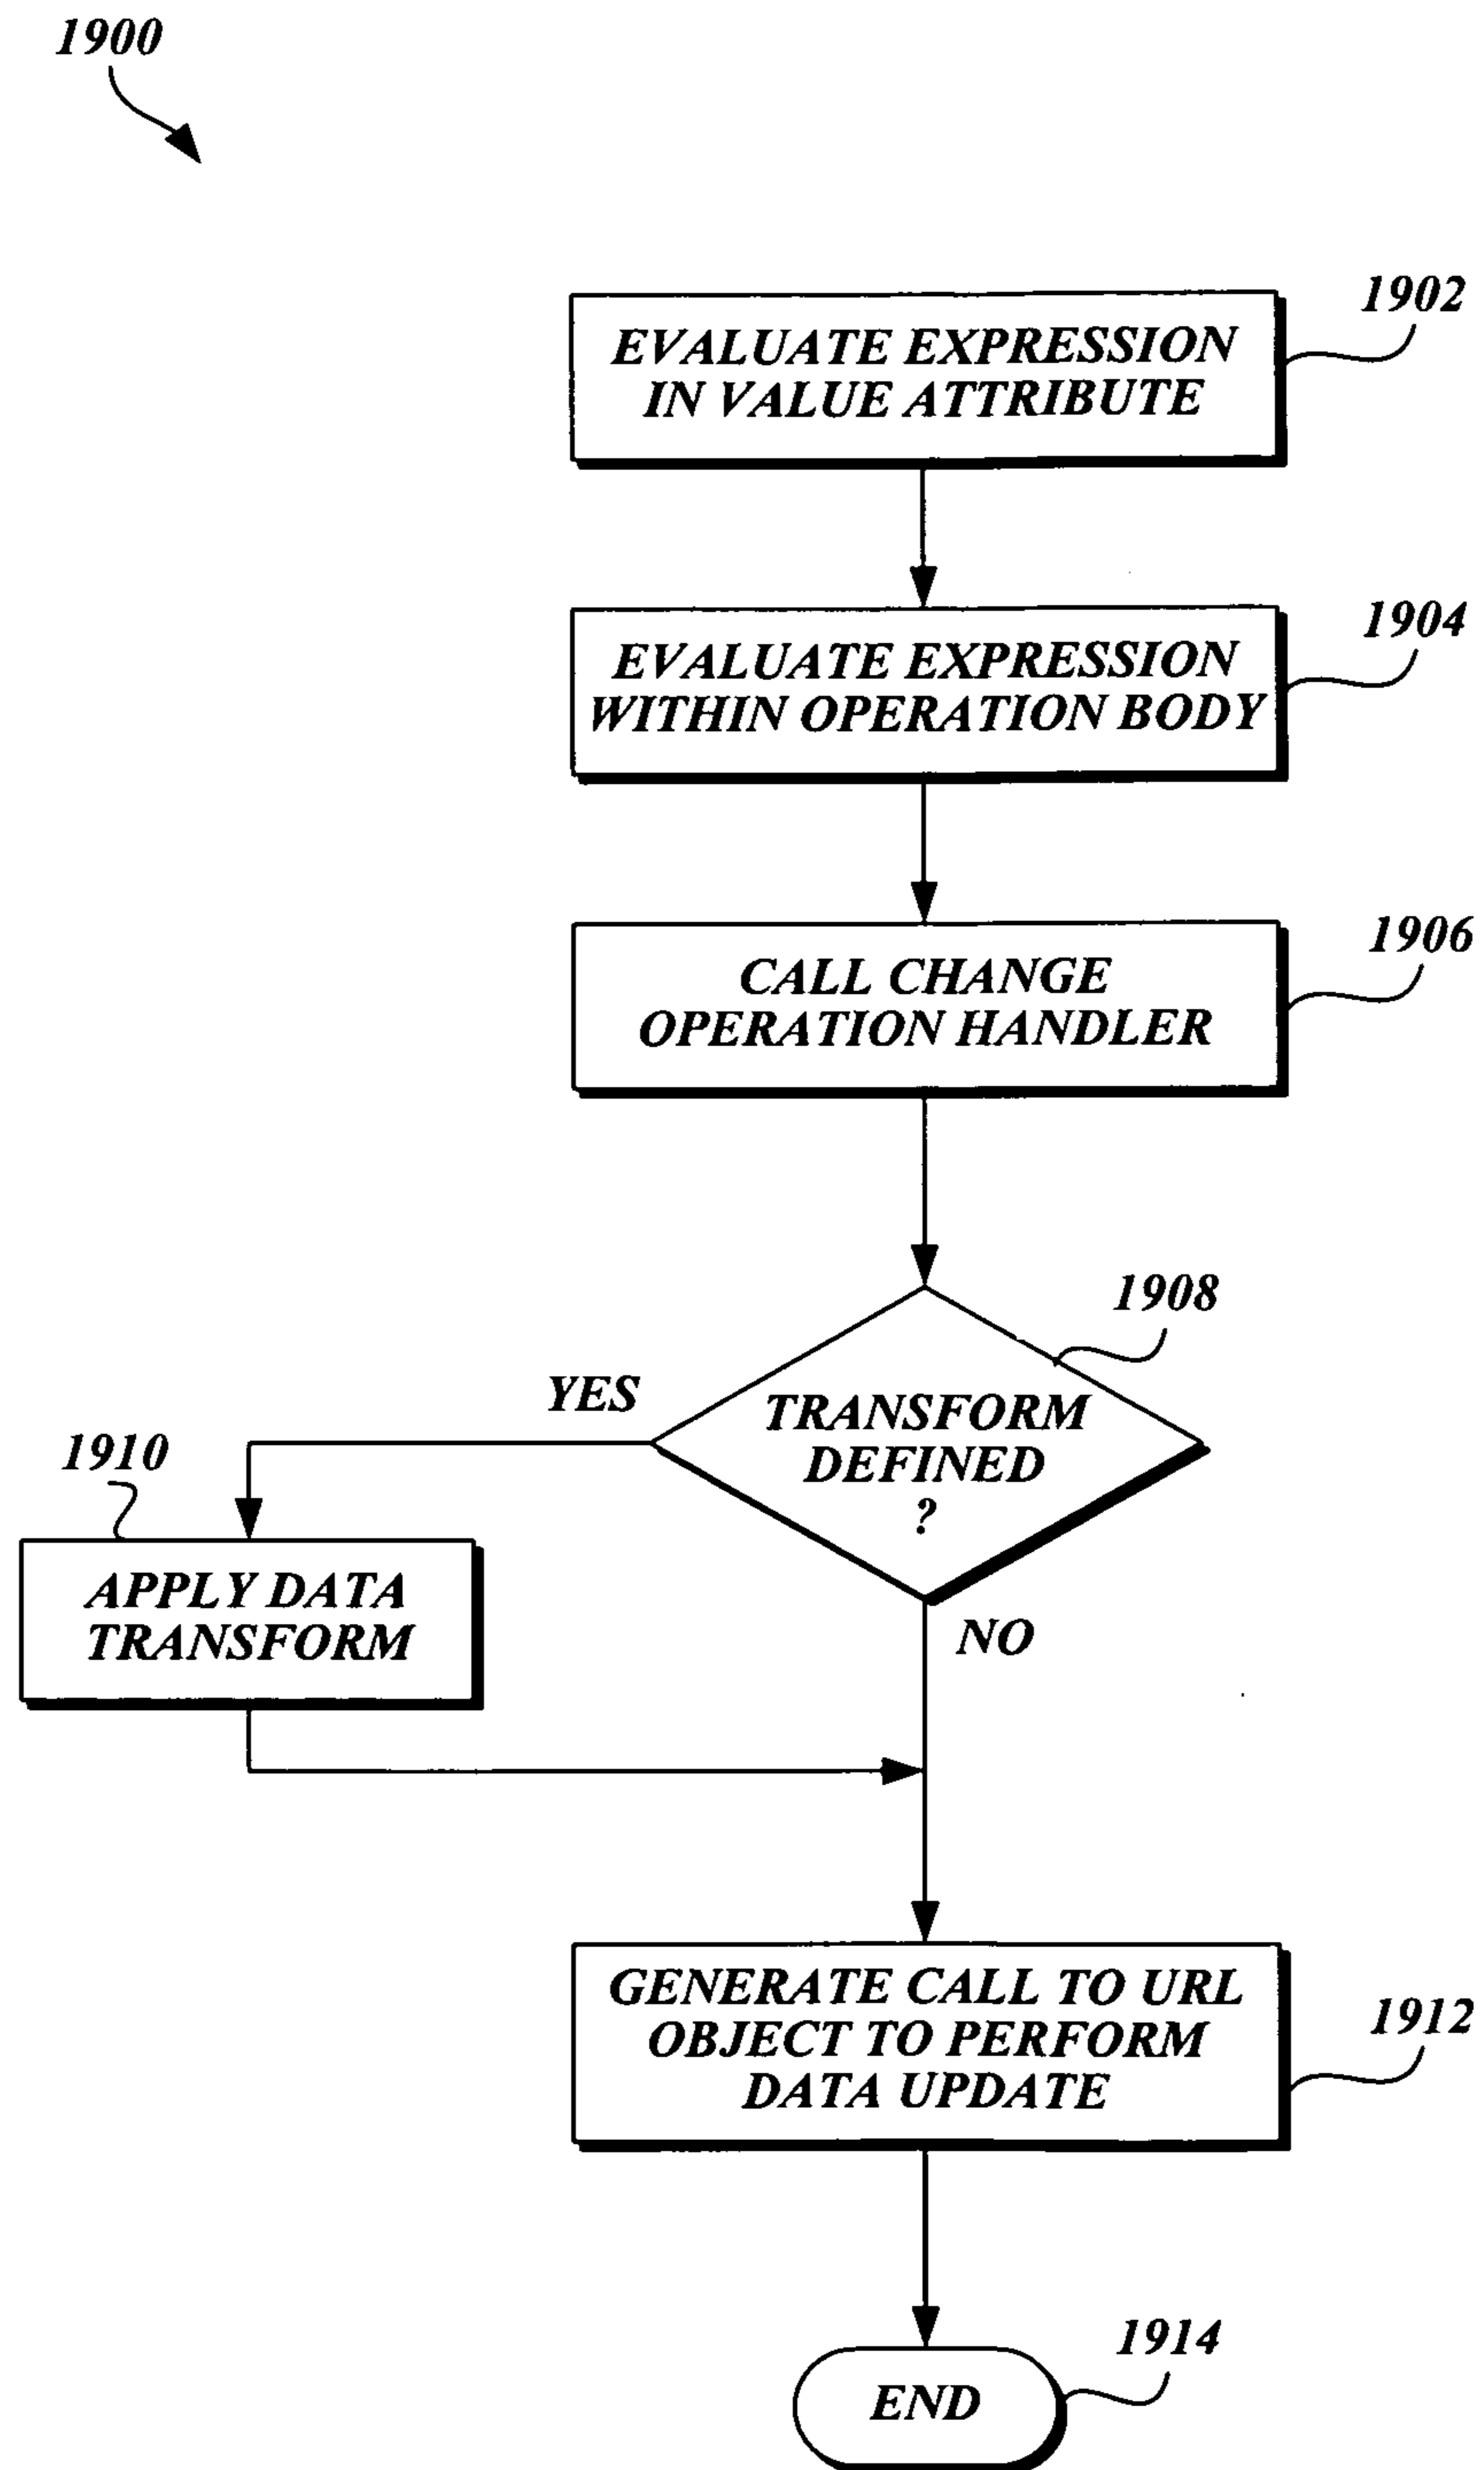 1900
1902
EVALUATE EXPRESSION
IN VALUE ATTRIBUTE
1904
EVALUATE EXPRESSION
WITHIN OPERATION BODY
1906
CALL CHANGE
OPERATION HANDLER
1908
TRANSFORM
DEFINED
?
YES
1910
APPLY DATA
TRANSFORM
NO
GENERATE CALL TO URL
OBJECT TO PERFORM
DATA UPDATE
1912
1914
END